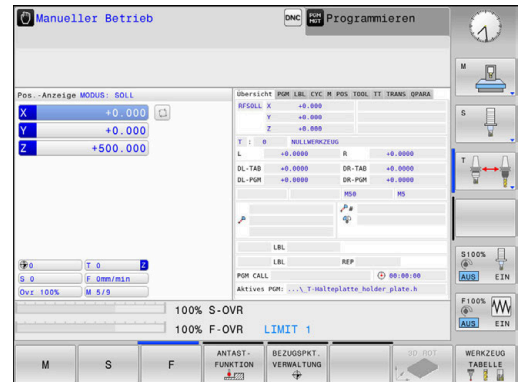 Manueller Betrieb
DNC
PGM MDT
Programmieren
Pos.-Anzeige MODUS: SOLL
X +0.000
Y +0.000
Z +500.000
0
T 0 Z
S 0 F 0mm/min
Ovr 100% M 5/9
Übersicht PGM LBL CYC M POS TOOL TT TRANS QPARA
RFSOLL X +0.000
Y +0.000
Z +0.000
T : 0 NULLWERKZEUG
L +0.0000 R +0.0000
DL-TAB +0.0000 DR-TAB +0.0000
DL-PGM +0.0000 DR-PGM +0.0000
M50 M5
LBL
LBL REP
PGM CALL 00:00:00
Aktives PGM: ...\_T-Halteplatte_holder_plate.h
100% S-OVR
100% F-OVR LIMIT 1
M
S
T
S100%
AUS EIN
F100%
AUS EIN
M
S
F
ANTAST-
FUNKTION
BEZUGSPKT.
VERWALTUNG
3D ROT
WERKZEUG
TABELLE